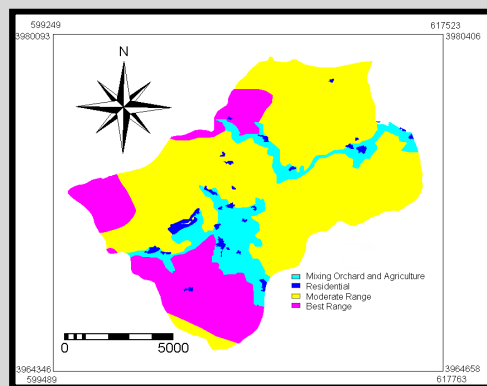 599249
617523
3980093
3980406
N
Mixing Orchard and Agriculture
Residential
Moderate Range
Best Range
0 5000
3964346
3964658
599489
617763